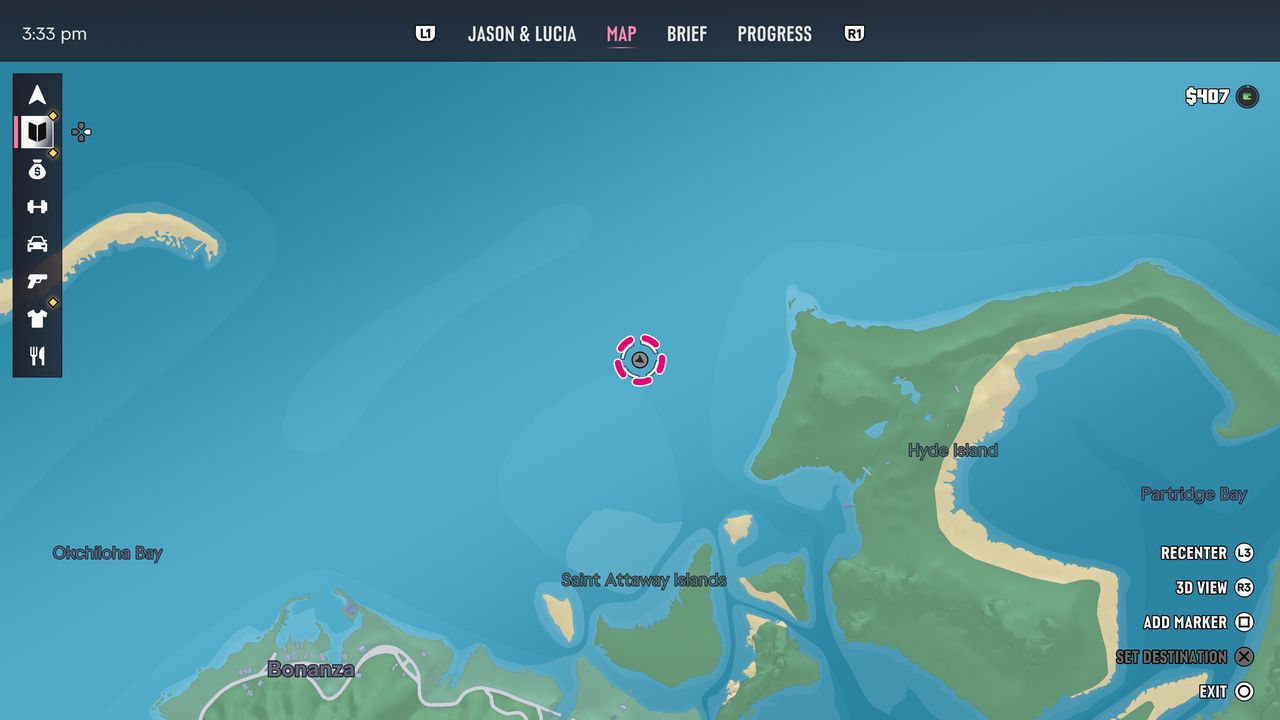 3:33 pm
L1 JASON & LUCIA MAP BRIEF PROGRESS R1
$407
Hyde Island
Partridge Bay
Okchiloha Bay
RECENTER L3
Saint Attaway Islands
3D VIEW R3
ADD MARKER
SET DESTINATION
Bonanza
EXIT